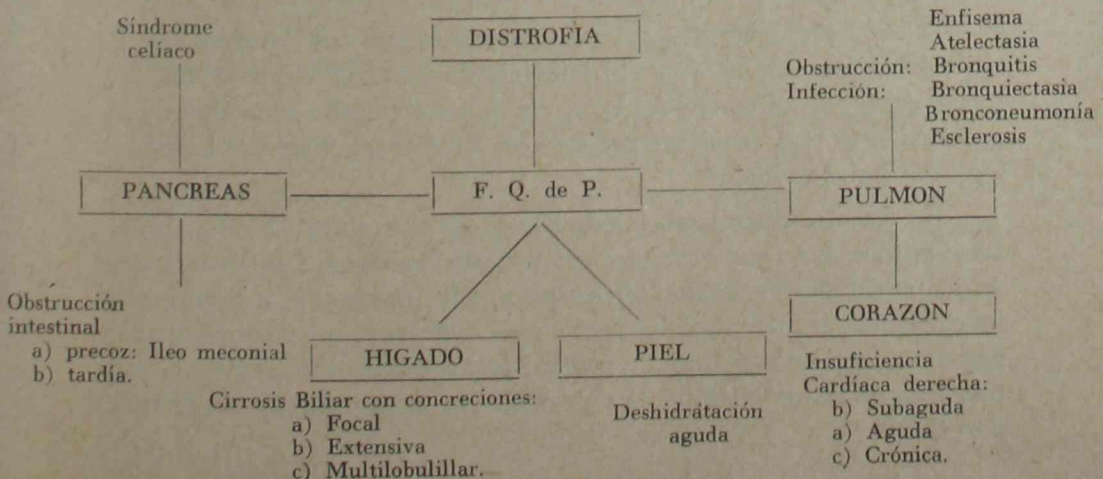 Síndrome
celíaco
DISTROFIA
Enfisema
Atelectasia
Obstrucción: Bronquitis
Infección: Bronquiectasia
Bronconeumonía
Esclerosis
PANCREAS
F. Q. de P.
PULMON
Obstrucción
intestinal
a) precoz: Ileo meconial
b) tardía.
HIGADO
Cirrosis Biliar con concreciones:
a) Focal
b) Extensiva
c) Multilobulillar.
PIEL
Deshidratación
aguda
CORAZON
Insuficiencia
Cardíaca derecha:
b) Subaguda
a) Aguda
c) Crónica.